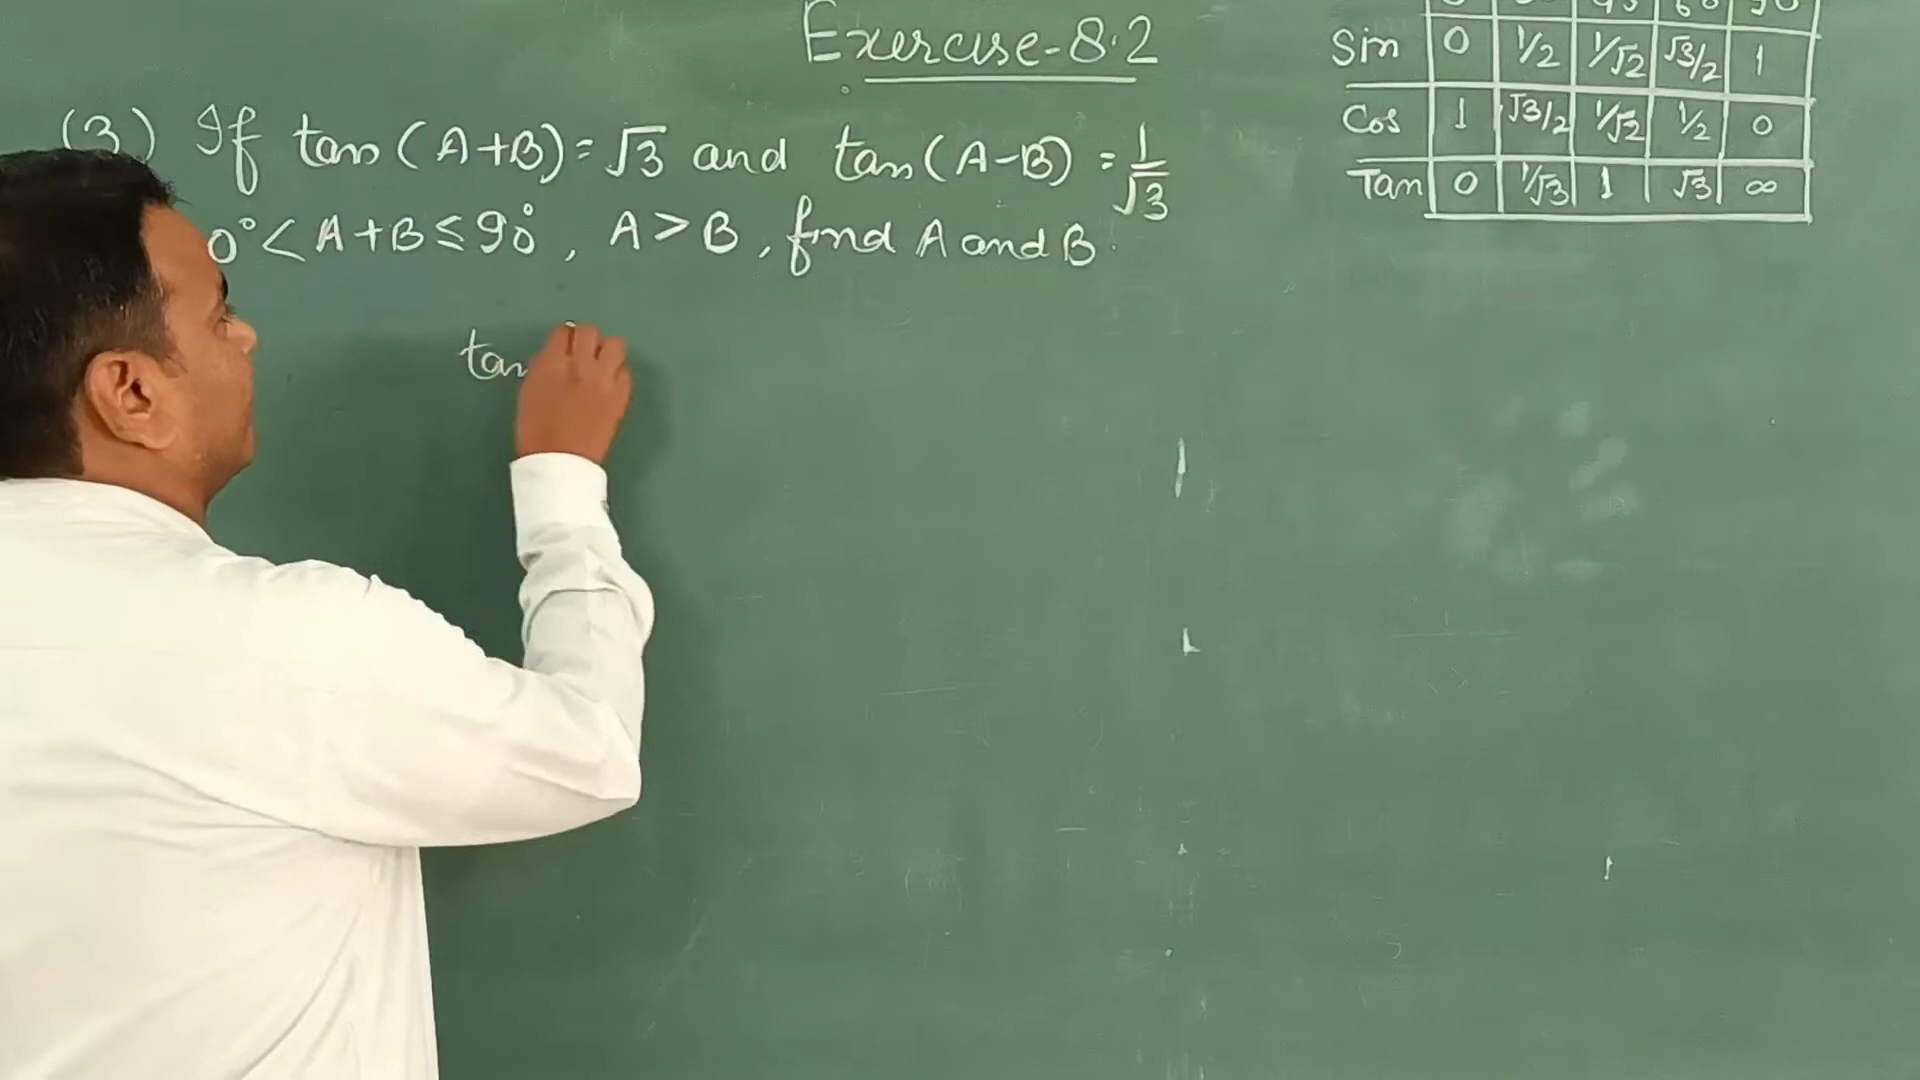 Exercise-8.2
(3) If tan(A+B)=√3 and tan(A-B)=1/√3
0°<A+B≤90°, A>B, find A and B.
tan
Sin 0 1/2 1/√2 √3/2 1
Cos 1 √3/2 1/√2 1/2 0
Tan 0 1/√3 1 √3 ∞